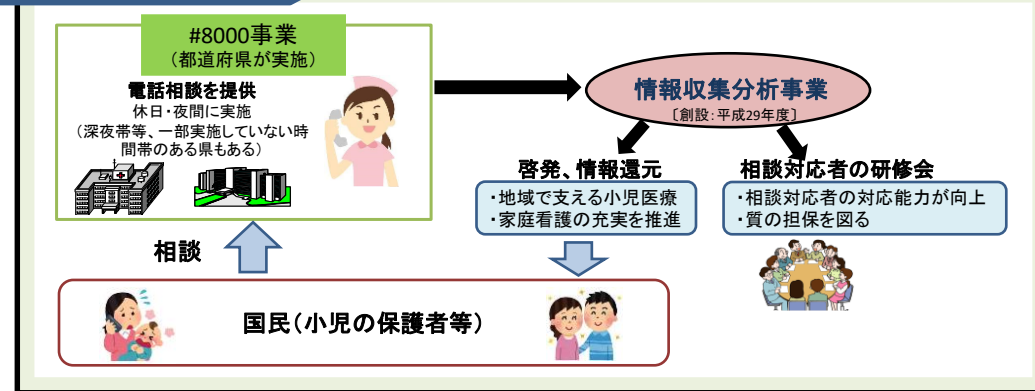 #8000事業
（都道府県が実施）
電話相談を提供
休日・夜間に実施
（深夜帯等、一部実施していない時
間帯のある県もある）
情報収集分析事業
〔創設：平成29年度〕
啓発、情報還元
・地域で支える小児医療
・家庭看護の充実を推進
相談対応者の研修会
・相談対応者の対応能力が向上
・質の担保を図る
相談
国民（小児の保護者等）